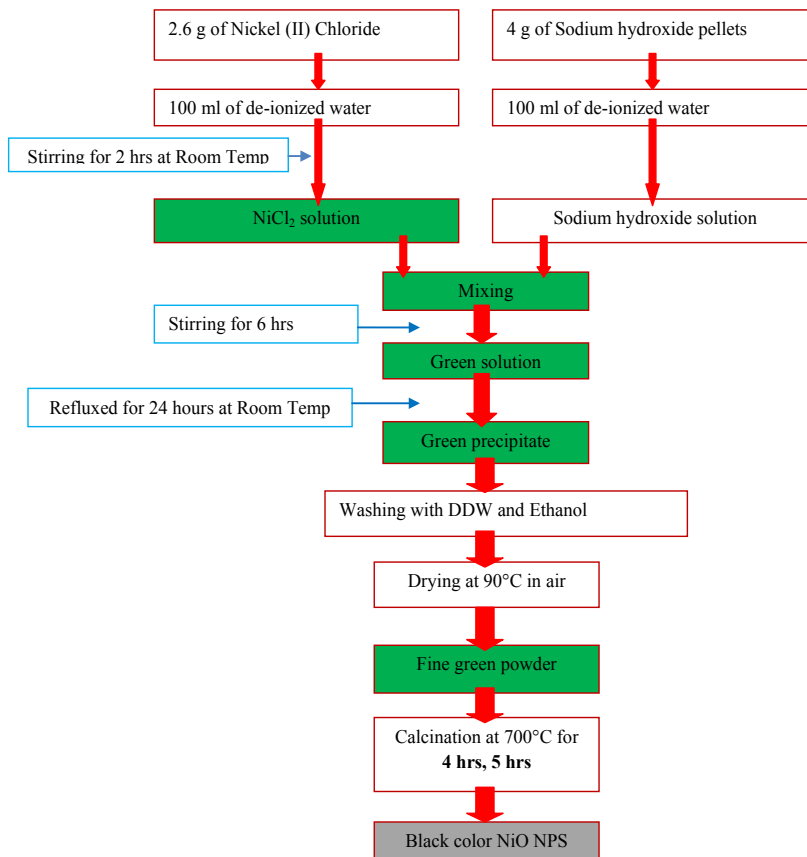 2.6 g of Nickel (II) Chloride
4 g of Sodium hydroxide pellets
100 ml of de-ionized water
100 ml of de-ionized water
Stirring for 2 hrs at Room Temp
NiCl₂ solution
Sodium hydroxide solution
Mixing
Stirring for 6 hrs
Green solution
Refluxed for 24 hours at Room Temp
Green precipitate
Washing with DDW and Ethanol
Drying at 90°C in air
Fine green powder
Calcination at 700°C for
4 hrs, 5 hrs
Black color NiO NPS